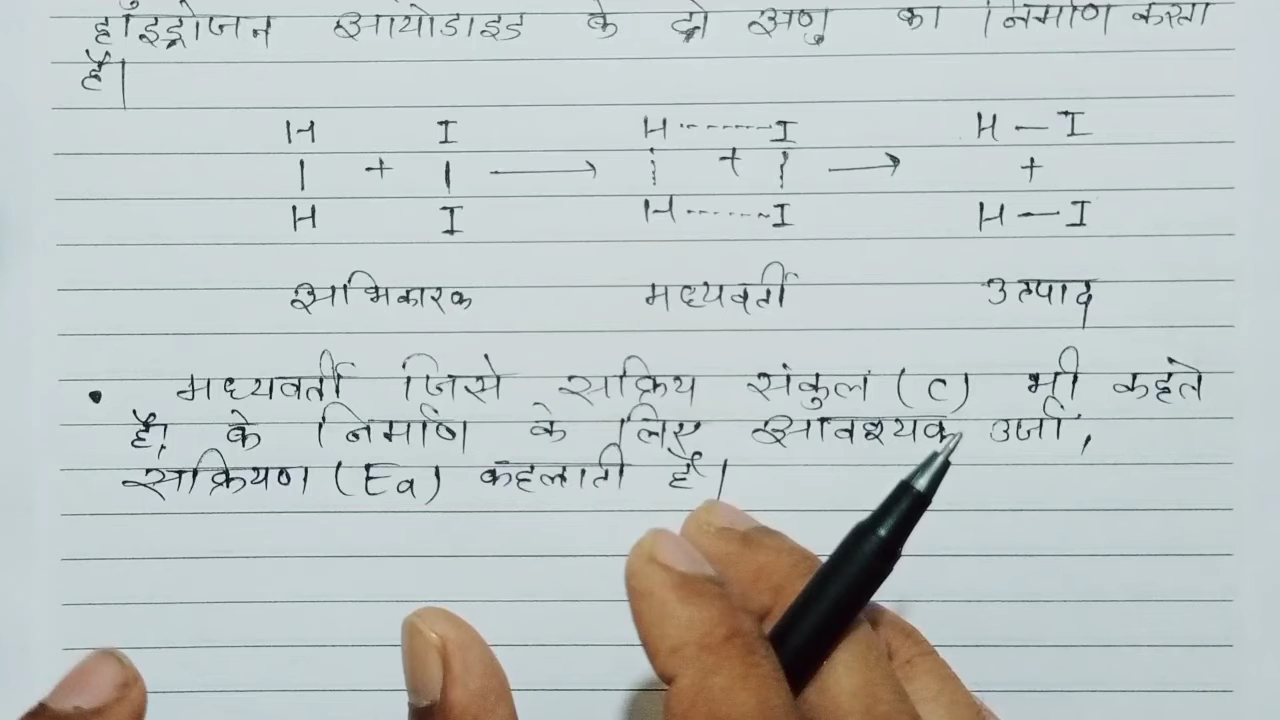 हाइड्रोजन आयोडाइड के दो अणु का निर्माण करता
है।
H I H ------- I H — I
| + | ⟶ ¦ + ¦ ⟶ +
H I H ------- I H — I
अभिकारक मध्यवर्ती उत्पाद
• मध्यवर्ती जिसे सक्रिय संकुल (C) भी कहते
है, के निर्माण के लिए आवश्यक उर्जा,
सक्रियण (Ea) कहलाती है।